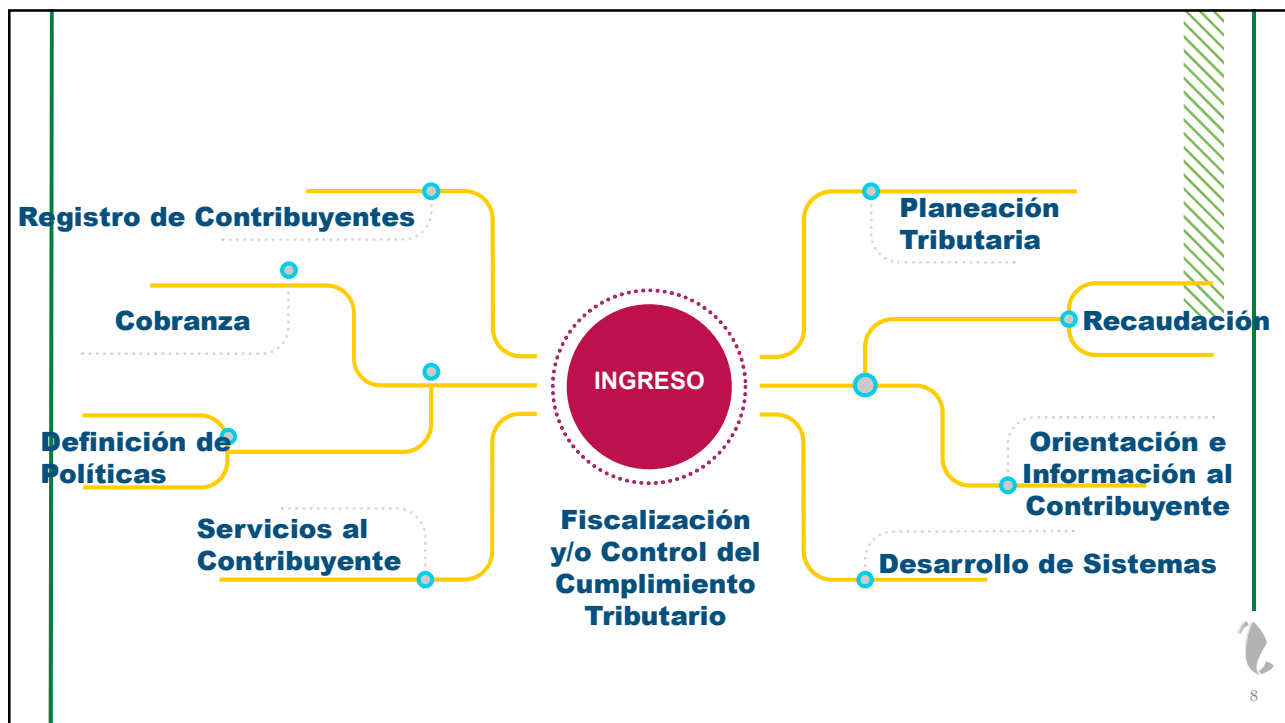 Registro de Contribuyentes
Cobranza
Definición de
Políticas
Servicios al
Contribuyente
INGRESO
Fiscalización
y/o Control del
Cumplimiento
Tributario
Planeación
Tributaria
Recaudación
Orientación e
Información al
Contribuyente
Desarrollo de Sistemas
8